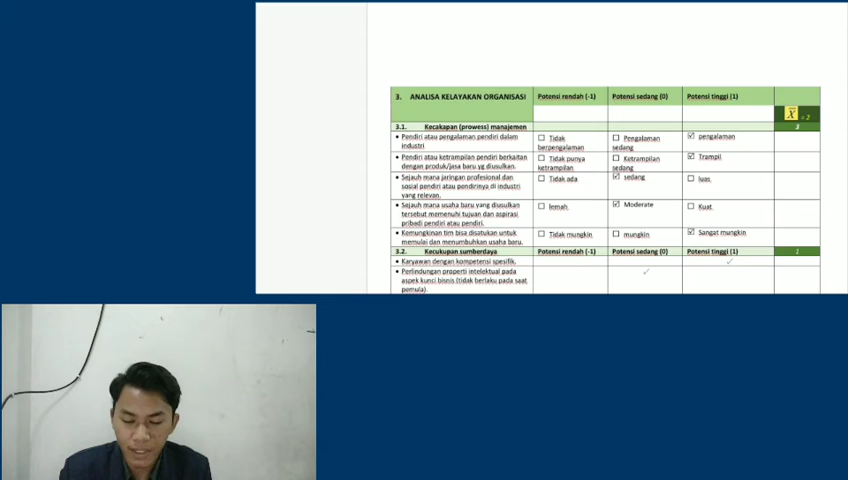 3. ANALISA KELAYAKAN ORGANISASI Potensi rendah (-1) Potensi sedang (0) Potensi tinggi (1)
X = 2
3.1. Kecakapan (prowess) manajemen 3
• Pendiri atau pengalaman pendiri dalam industri ☐ Tidak berpengalaman ☐ Pengalaman sedang ☑ pengalaman
• Pendiri atau ketrampilan pendiri berkaitan dengan produk/jasa baru yg diusulkan. ☐ Tidak punya ketrampilan ☐ Ketrampilan sedang ☑ Trampil
• Sejauh mana jaringan profesional dan sosial pendiri atau pendirinya di industri yang relevan. ☐ Tidak ada ☑ sedang ☐ luas
• Sejauh mana usaha baru yang diusulkan tersebut memenuhi tujuan dan aspirasi pribadi pendiri atau pendiri. ☐ lemah ☑ Moderate ☐ Kuat
• Kemungkinan tim bisa disatukan untuk memulai dan menumbuhkan usaha baru. ☐ Tidak mungkin ☐ mungkin ☑ Sangat mungkin
3.2. Kecukupan sumberdaya Potensi rendah (-1) Potensi sedang (0) Potensi tinggi (1) 1
• Karyawan dengan kompetensi spesifik. ✓
• Perlindungan properti intelektual pada aspek kunci bisnis (tidak berlaku pada saat pemula) ✓